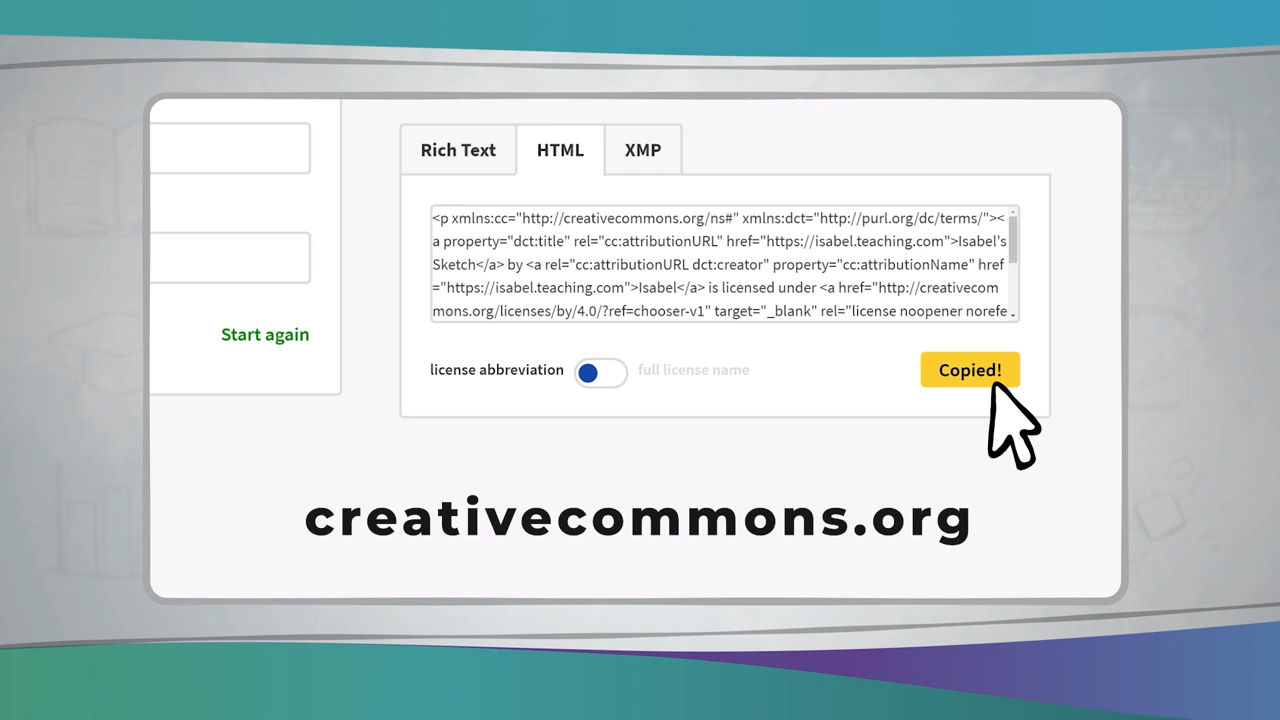 Rich Text HTML XMP
<p xmlns:cc="http://creativecommons.org/ns#" xmlns:dct="http://purl.org/dc/terms/"><
a property="dct:title" rel="cc:attributionURL" href="https://isabel.teaching.com">Isabel's
Sketch</a> by <a rel="cc:attributionURL dct:creator" property="cc:attributionName" href
="https://isabel.teaching.com">Isabel</a> is licensed under <a href="http://creativecom
mons.org/licenses/by/4.0/?ref=chooser-v1" target="_blank" rel="license noopener norefe
Start again
license abbreviation full license name Copied!
creativecommons.org